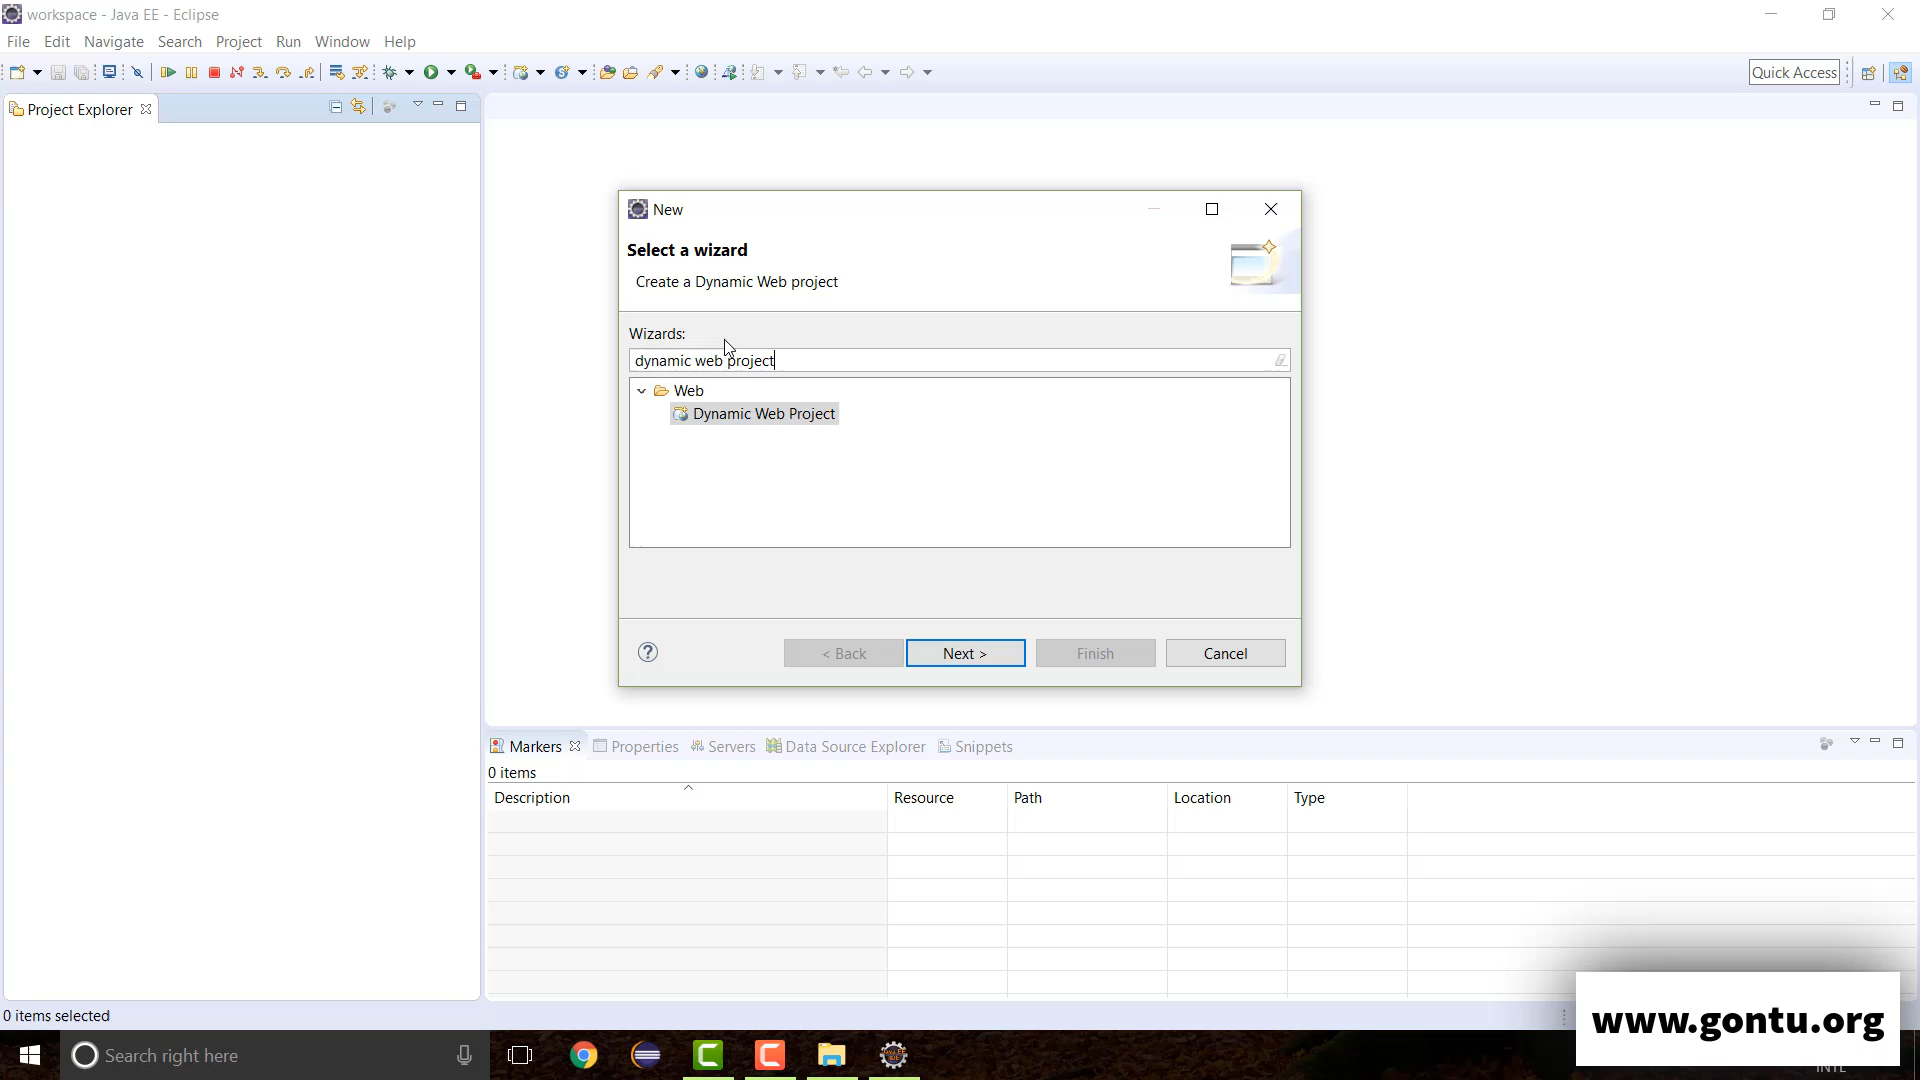 workspace - Java EE - Eclipse
File Edit Navigate Search Project Run Window Help
Quick Access
Project Explorer
New
Select a wizard
Create a Dynamic Web project
Wizards:
dynamic web project
Web
Dynamic Web Project
?
< Back Next > Finish Cancel
Markers Properties Servers Data Source Explorer Snippets
0 items
Description Resource Path Location Type
0 items selected
www.gontu.org
Search right here